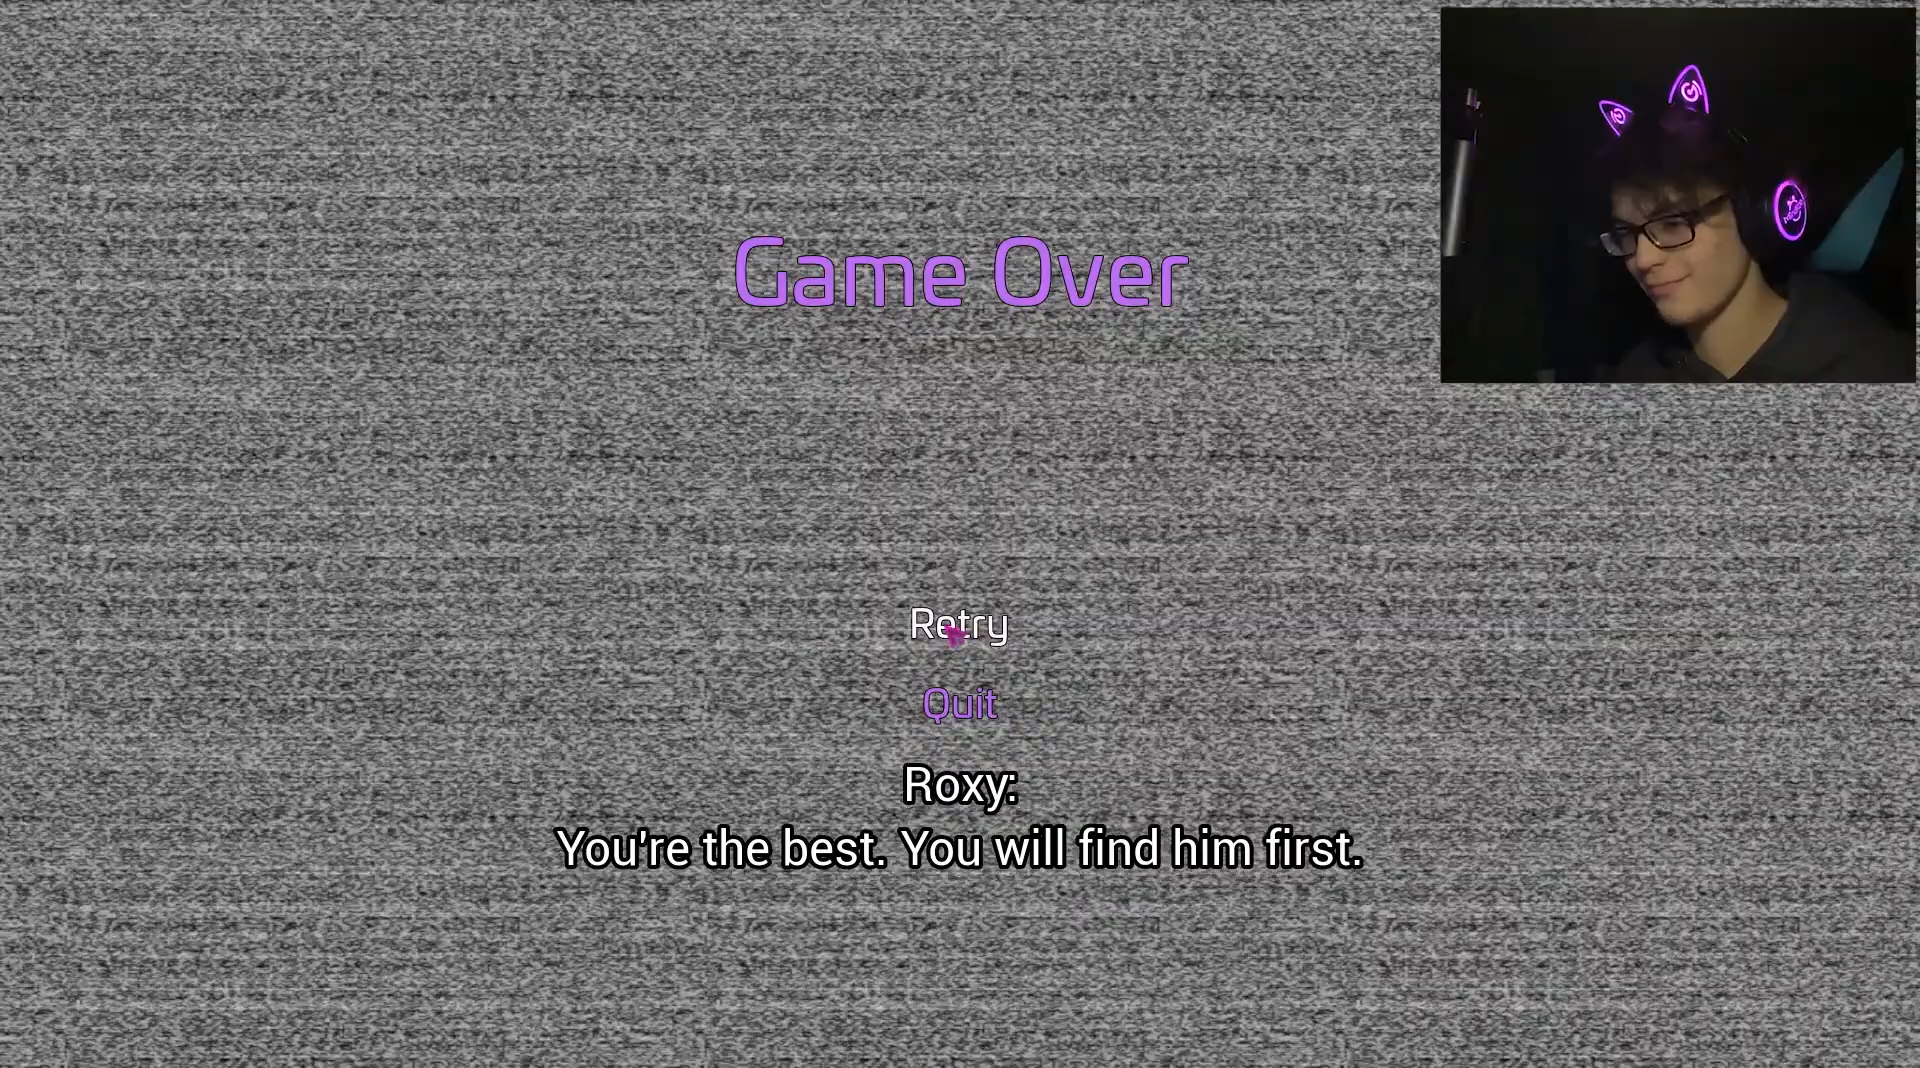 Game Over
Retry
Quit
Roxy:
You're the best. You will find him first.